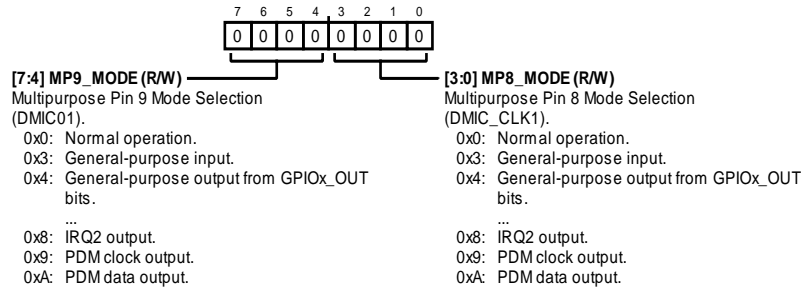 7 6 5 4 3 2 1 0
0 0 0 0 0 0 0 0
[7:4] MP9_MODE (R/W)
Multipurpose Pin 9 Mode Selection
(DMIC01).
0x0: Normal operation.
0x3: General-purpose input.
0x4: General-purpose output from GPIOx_OUT
bits.
...
0x8: IRQ2 output.
0x9: PDM clock output.
0xA: PDM data output.
[3:0] MP8_MODE (R/W)
Multipurpose Pin 8 Mode Selection
(DMIC_CLK1).
0x0: Normal operation.
0x3: General-purpose input.
0x4: General-purpose output from GPIOx_OUT
bits.
...
0x8: IRQ2 output.
0x9: PDM clock output.
0xA: PDM data output.